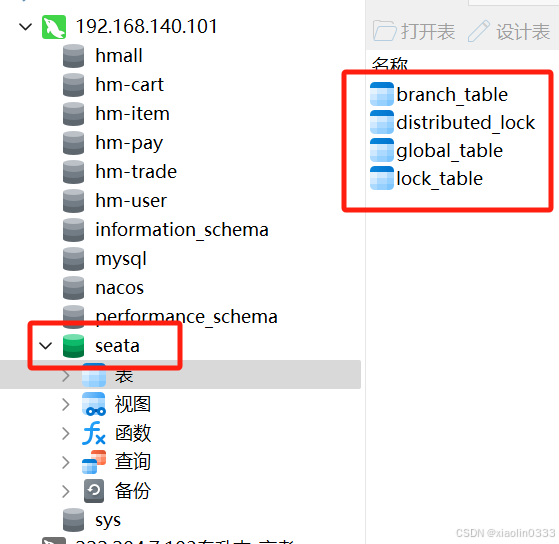 192.168.140.101
hmall
hm-cart
hm-item
hm-pay
hm-trade
hm-user
information_schema
mysql
nacos
performance_schema
seata
表
视图
函数
查询
备份
sys
打开表 设计表
名称
branch_table
distributed_lock
global_table
lock_table
CSDN @xiaolin0333